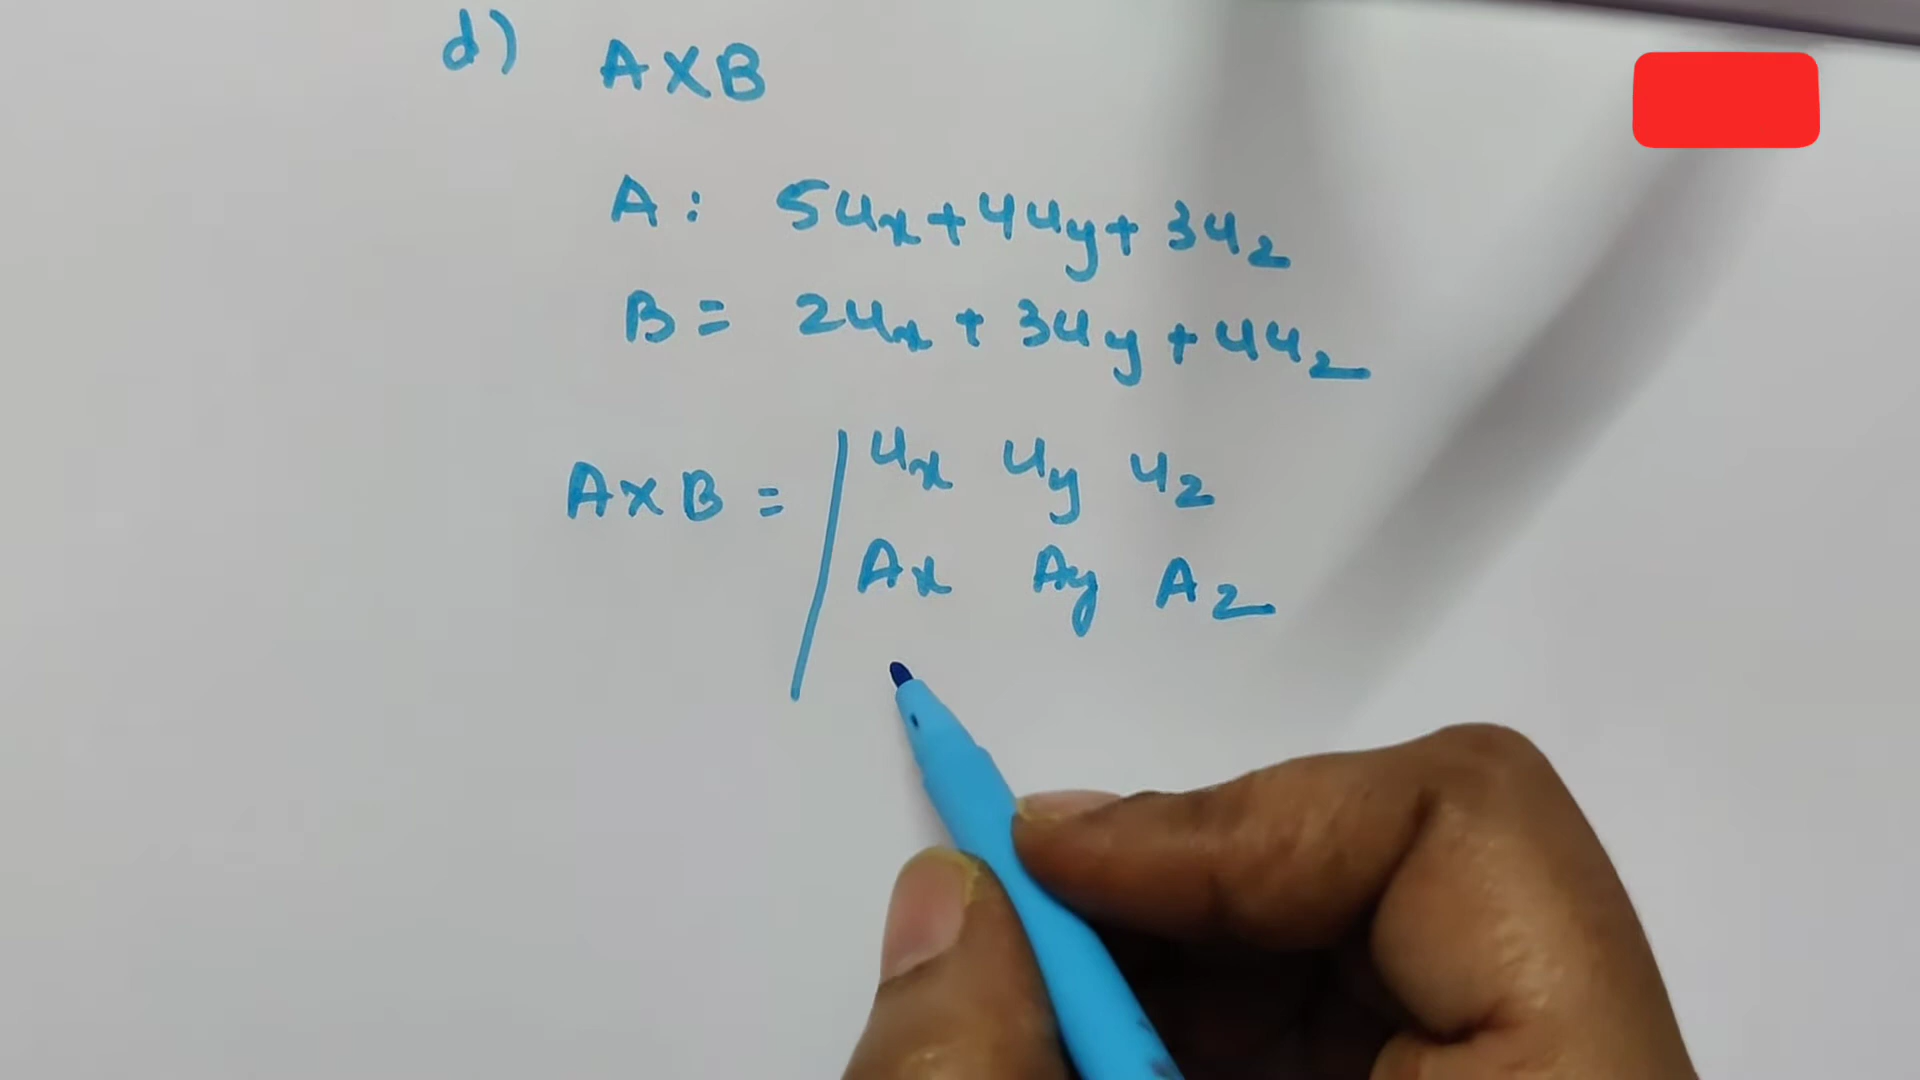 d) A×B
A: 5ux+4uy+3uz
B= 2ux+3uy+4uz
A×B = | ux uy uz
Ax Ay Az